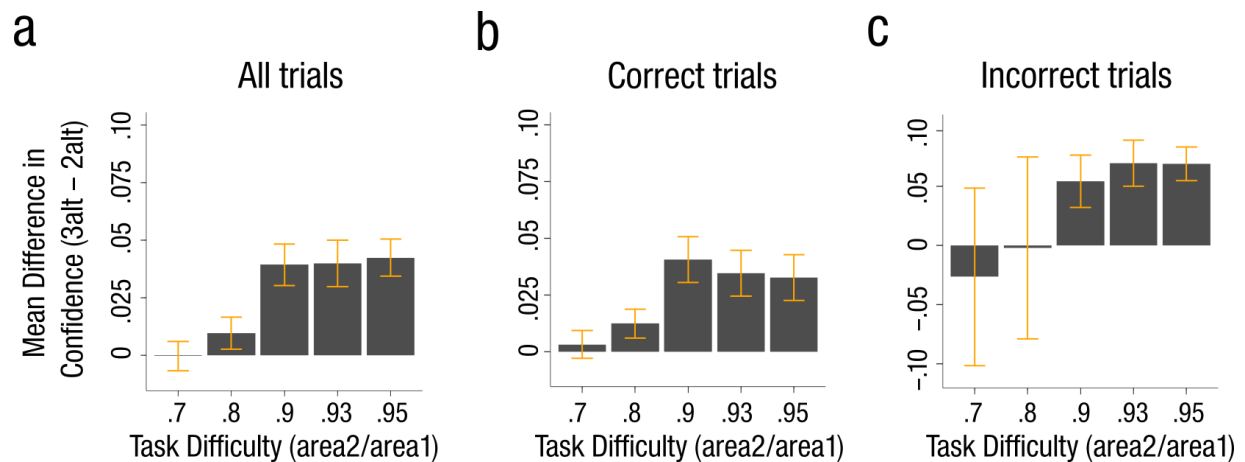 a
All trials
Mean Difference in
Confidence (3alt – 2alt)
.10
.075
.05
.025
0
.7 .8 .9 .93 .95
Task Difficulty (area2/area1)
b
Correct trials
.10
.075
.05
.025
0
.7 .8 .9 .93 .95
Task Difficulty (area2/area1)
c
Incorrect trials
.10
.05
0
-.05
-.10
.7 .8 .9 .93 .95
Task Difficulty (area2/area1)